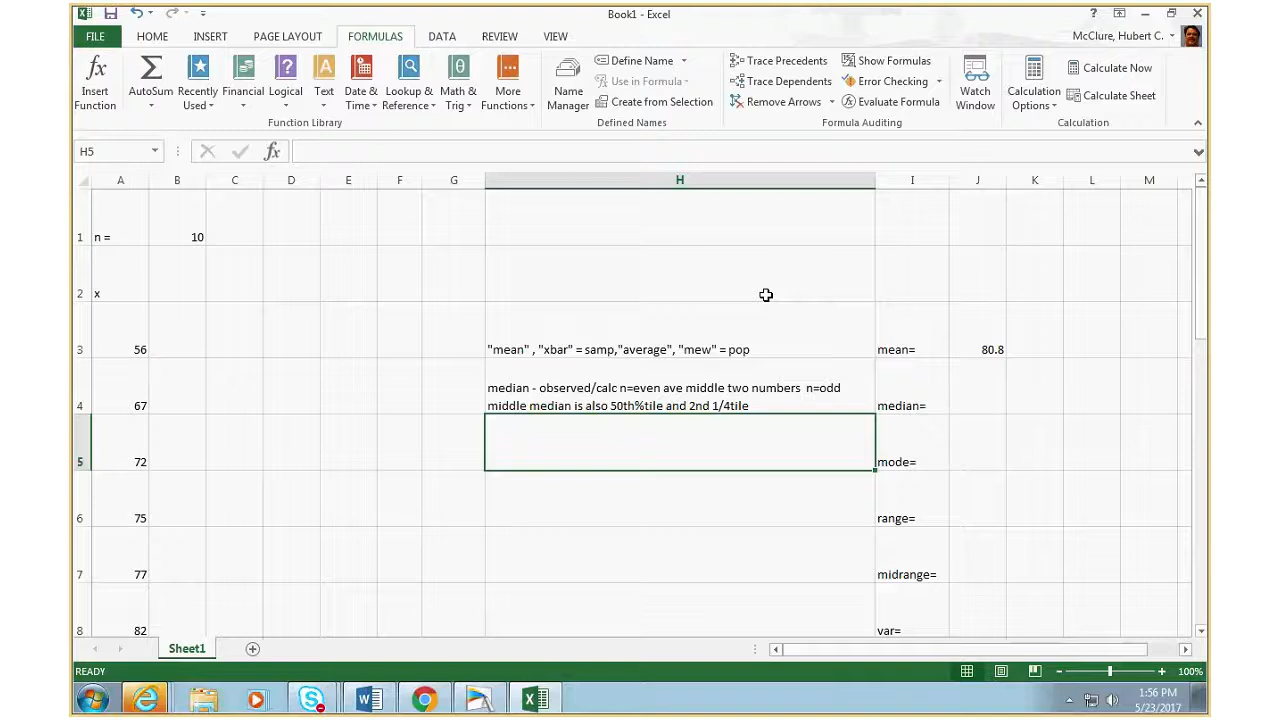 Book1 - Excel
?
FILE HOME INSERT PAGE LAYOUT FORMULAS DATA REVIEW VIEW McClure, Hubert C.
Insert Function
AutoSum
Recently Used
Financial
Logical
Text
Date & Time
Lookup & Reference
Math & Trig
More Functions
Function Library
Name Manager
Define Name
Use in Formula
Create from Selection
Defined Names
Trace Precedents
Trace Dependents
Remove Arrows
Show Formulas
Error Checking
Evaluate Formula
Formula Auditing
Watch Window
Calculation Options
Calculate Now
Calculate Sheet
Calculation
H5 fx
A B C D E F G H I J K L M
1 n = 10
2 x
3 56 "mean" , "xbar" = samp,"average", "mew" = pop mean= 80.8
median - observed/calc n=even ave middle two numbers n=odd
4 67 middle median is also 50th%tile and 2nd 1/4tile median=
5 72 mode=
6 75 range=
7 77 midrange=
8 82 var=
Sheet1
READY 100%
1:56 PM
5/23/2017